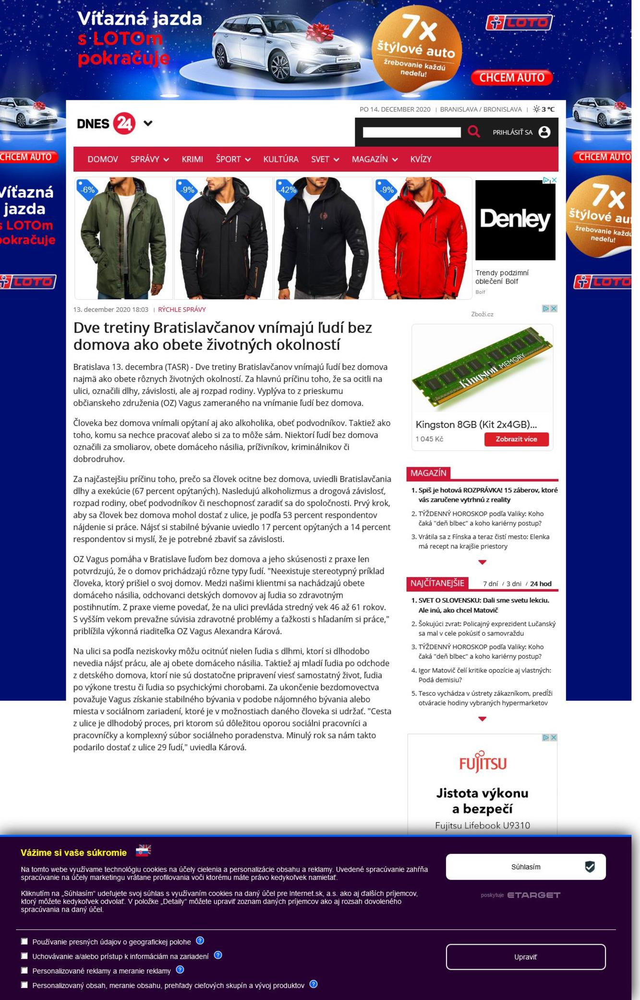 Víťazná jazda
s LOTOm
pokračuje
7x
štýlové auto
žrebovanie každú
nedeľu!
LOTO
CHCEM AUTO
CHCEM AUTO
Víťazná
jazda
s LOTOm
pokračuje
LOTO
CHCEM AUTO
7x
štýlové au
žrebovanie každú
nedeľu!
LOTO
PO 14. DECEMBER 2020 | BRANISLAVA / BRONISLAVA | 3 °C
DNES 24
PRIHLÁSIŤ SA
DOMOV SPRÁVY KRIMI ŠPORT KULTÚRA SVET MAGAZÍN KVÍZY
-6% -9% -42% -9%
Denley
Trendy podzimní
oblečení Bolf
Bolf
13. december 2020 18:03 | RÝCHLE SPRÁVY
Dve tretiny Bratislavčanov vnímajú ľudí bez
domova ako obete životných okolností
Bratislava 13. decembra (TASR) - Dve tretiny Bratislavčanov vnímajú ľudí bez domova
najmä ako obete rôznych životných okolností. Za hlavnú príčinu toho, že sa ocitli na
ulici, označili dlhy, závislosti, ale aj rozpad rodiny. Vyplýva to z prieskumu
občianskeho združenia (OZ) Vagus zameraného na vnímanie ľudí bez domova.
Človeka bez domova vnímali opýtaní aj ako alkoholika, obeť podvodníkov. Taktiež ako
toho, komu sa nechce pracovať alebo si za to môže sám. Niektorí ľudí bez domova
označili za smoliarov, obete domáceho násilia, príživníkov, kriminálnikov či
dobrodruhov.
Za najčastejšiu príčinu toho, prečo sa človek ocitne bez domova, uviedli Bratislavčania
dlhy a exekúcie (67 percent opýtaných). Nasledujú alkoholizmus a drogová závislosť,
rozpad rodiny, obeť podvodníkov či neschopnosť zaradiť sa do spoločnosti. Prvý krok,
aby sa človek bez domova mohol dostať z ulice, je podľa 53 percent respondentov
nájdenie si práce. Nájsť si stabilné bývanie uviedlo 17 percent opýtaných a 14 percent
respondentov si myslí, že je potrebné zbaviť sa závislosti.
OZ Vagus pomáha v Bratislave ľuďom bez domova a jeho skúsenosti z praxe len
potvrdzujú, že o domov prichádzajú rôzne typy ľudí. "Neexistuje stereotypný príklad
človeka, ktorý prišiel o svoj domov. Medzi našimi klientmi sa nachádzajú obete
domáceho násilia, odchovanci detských domovov aj ľudia so zdravotným
postihnutím. Z praxe vieme povedať, že na ulici prevláda stredný vek 46 až 61 rokov.
S vyšším vekom prevažne súvisia zdravotné problémy a ťažkosti s hľadaním si práce,"
priblížila výkonná riaditeľka OZ Vagus Alexandra Kárová.
Na ulici sa podľa neziskovky môžu ocitnúť nielen ľudia s dlhmi, ktorí si dlhodobo
nevedia nájsť prácu, ale aj obete domáceho násilia. Taktiež aj mladí ľudia po odchode
z detského domova, ktorí nie sú dostatočne pripravení viesť samostatný život, ľudia
po výkone trestu či ľudia so psychickými chorobami. Za ukončenie bezdomovectva
považuje Vagus získanie stabilného bývania v podobe nájomného bývania alebo
miesta v sociálnom zariadení, ktoré je v možnostiach daného človeka si udržať. "Cesta
z ulice je dlhodobý proces, pri ktorom sú dôležitou oporou sociálni pracovníci a
pracovníčky a komplexný súbor sociálneho poradenstva. Minulý rok sa nám takto
podarilo dostať z ulice 29 ľudí," uviedla Kárová.
Zboží.cz
Kingston MEMORY
Kingston 8GB (Kit 2x4GB)...
1 045 Kč Zobrazit více
MAGAZÍN
1. Spiš je hotová ROZPRÁVKA! 15 záberov, ktoré
vás zaručene vytrhnú z reality
2. TÝŽDENNÝ HOROSKOP podľa Valiky: Koho
čaká "deň blbec" a koho kariérny postup?
3. Vrátila sa z Fínska a teraz čistí mesto: Elenka
má recept na krajšie priestory
NAJČÍTANEJŠIE 7 dní / 3 dni / 24 hod
1. SVET O SLOVENSKU: Dali sme svetu lekciu.
Ale inú, ako chcel Matovič
2. Šokujúci zvrat: Policajný exprezident Lučanský
sa mal v cele pokúsiť o samovraždu
3. TÝŽDENNÝ HOROSKOP podľa Valiky: Koho
čaká "deň blbec" a koho kariérny postup?
4. Igor Matovič čelí kritike opozície aj vlastných:
Podá demisiu?
5. Tesco vychádza v ústrety zákazníkom, predĺži
otváracie hodiny vybraných hypermarketov
FUJITSU
Jistota výkonu
a bezpečí
Fujitsu Lifebook U9310
Vážime si vaše súkromie
Na tomto webe využívame technológiu cookies na účely cielenia a personalizácie obsahu a reklamy. Uvedené spracúvanie zahŕňa
spracúvanie na účely marketingu vrátane profilovania voči ktorému máte právo kedykoľvek namietať.
Kliknutím na „Súhlasím“ udeľujete svoj súhlas s využívaním cookies na daný účel pre Internet.sk, a.s. ako aj ďalších príjemcov,
ktorý môžete kedykoľvek odvolať. V položke „Detaily“ môžete upraviť zoznam daných príjemcov ako aj rozsah dovoleného
spracúvania na daný účel.
Súhlasím
poskytuje ETARGET
Používanie presných údajov o geografickej polohe ?
Uchovávanie a/alebo prístup k informáciám na zariadení ?
Personalizované reklamy a meranie reklamy ?
Personalizovaný obsah, meranie obsahu, prehľady cieľových skupín a vývoj produktov ?
Upraviť